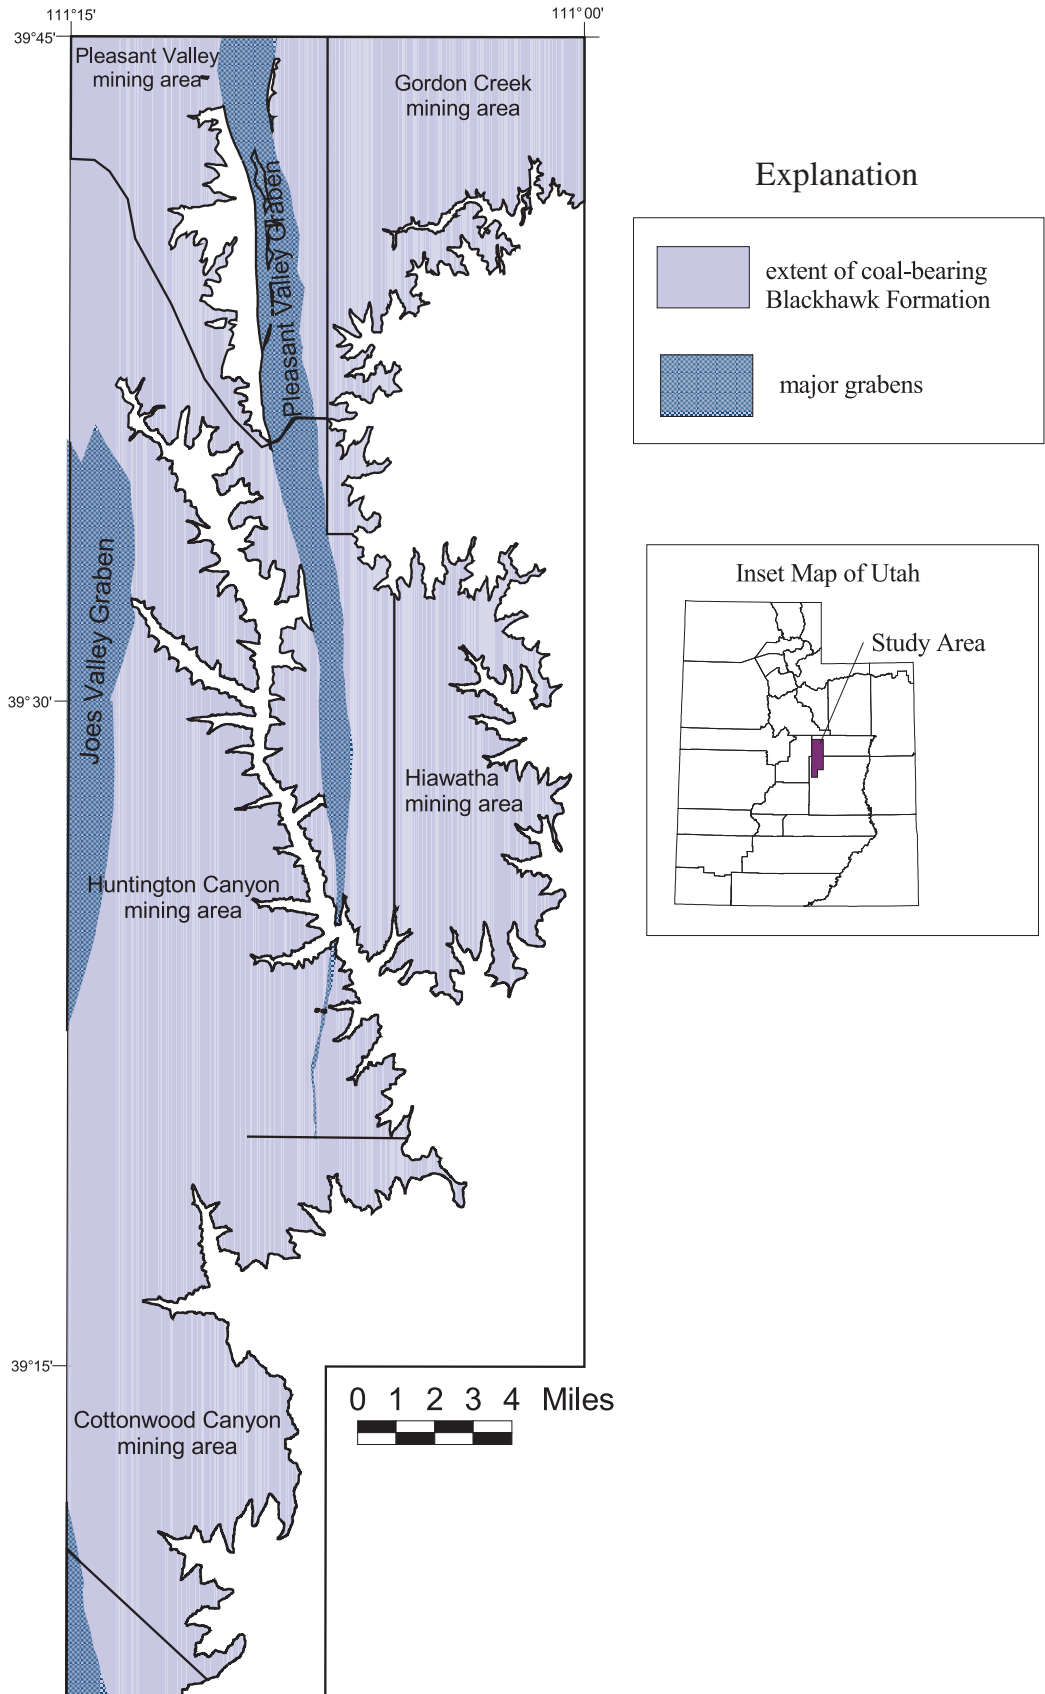 111° 15'
111° 00'
39° 45'
Pleasant Valley
mining area
Gordon Creek
mining area
Pleasant Valley Graben
Explanation
extent of coal-bearing
Blackhawk Formation
major grabens
Joes Valley Graben
Inset Map of Utah
Study Area
39° 30'
Hiawatha
mining area
Huntington Canyon
mining area
39° 15'
0 1 2 3 4 Miles
Cottonwood Canyon
mining area